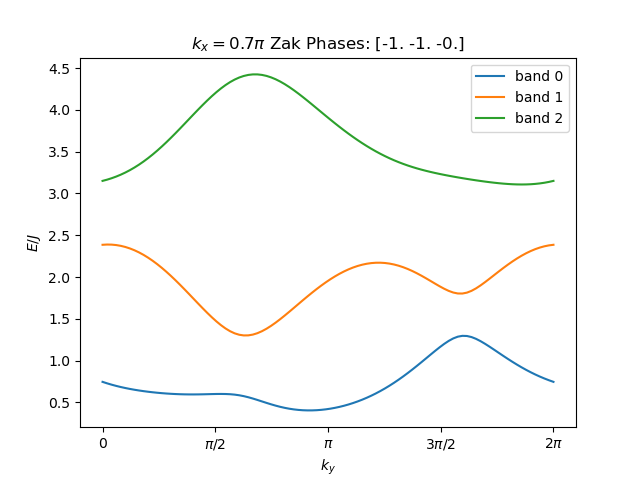 $k_x = 0.7\pi$ Zak Phases: [-1. -1. -0.]
4.5
4.0
3.5
3.0
2.5
2.0
1.5
1.0
0.5
E/J
band 0
band 1
band 2
0
π/2
π
3π/2
2π
$k_y$